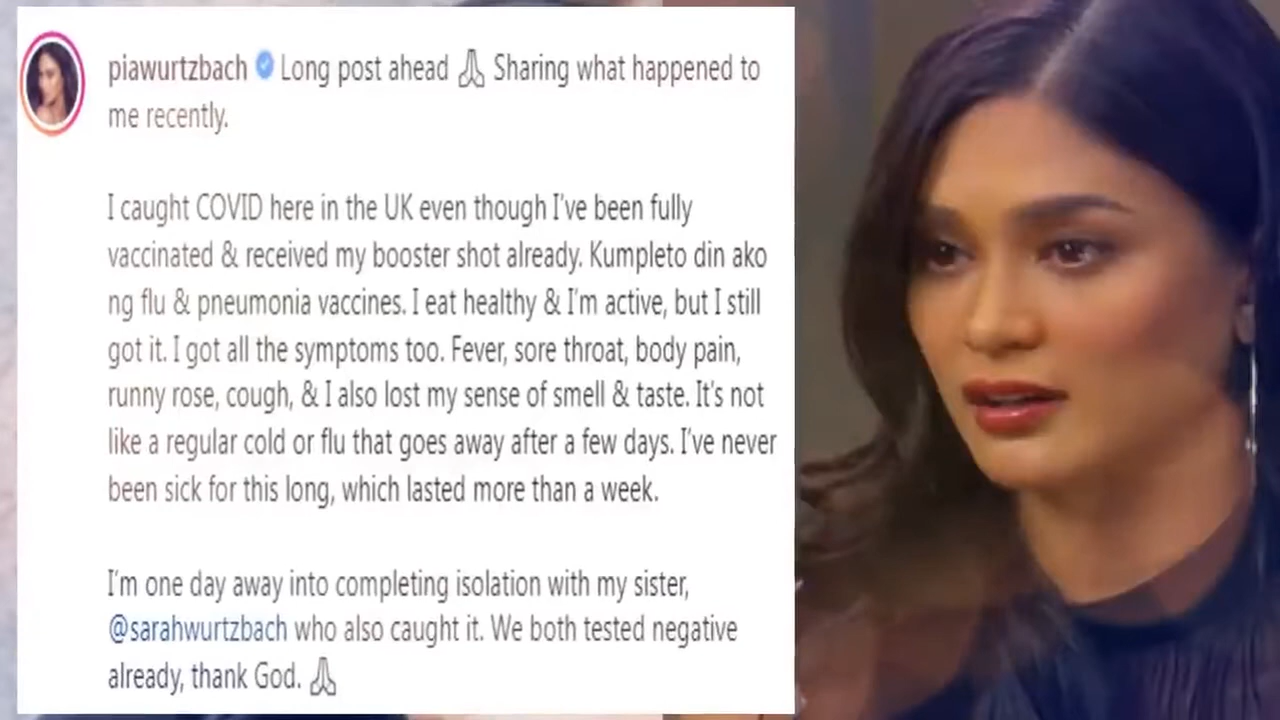 piawurtzbach Long post ahead 🙏 Sharing what happened to
me recently.
I caught COVID here in the UK even though I've been fully
vaccinated & received my booster shot already. Kumpleto din ako
ng flu & pneumonia vaccines. I eat healthy & I'm active, but I still
got it. I got all the symptoms too. Fever, sore throat, body pain,
runny rose, cough, & I also lost my sense of smell & taste. It's not
like a regular cold or flu that goes away after a few days. I've never
been sick for this long, which lasted more than a week.
I'm one day away into completing isolation with my sister,
@sarahwurtzbach who also caught it. We both tested negative
already, thank God. 🙏